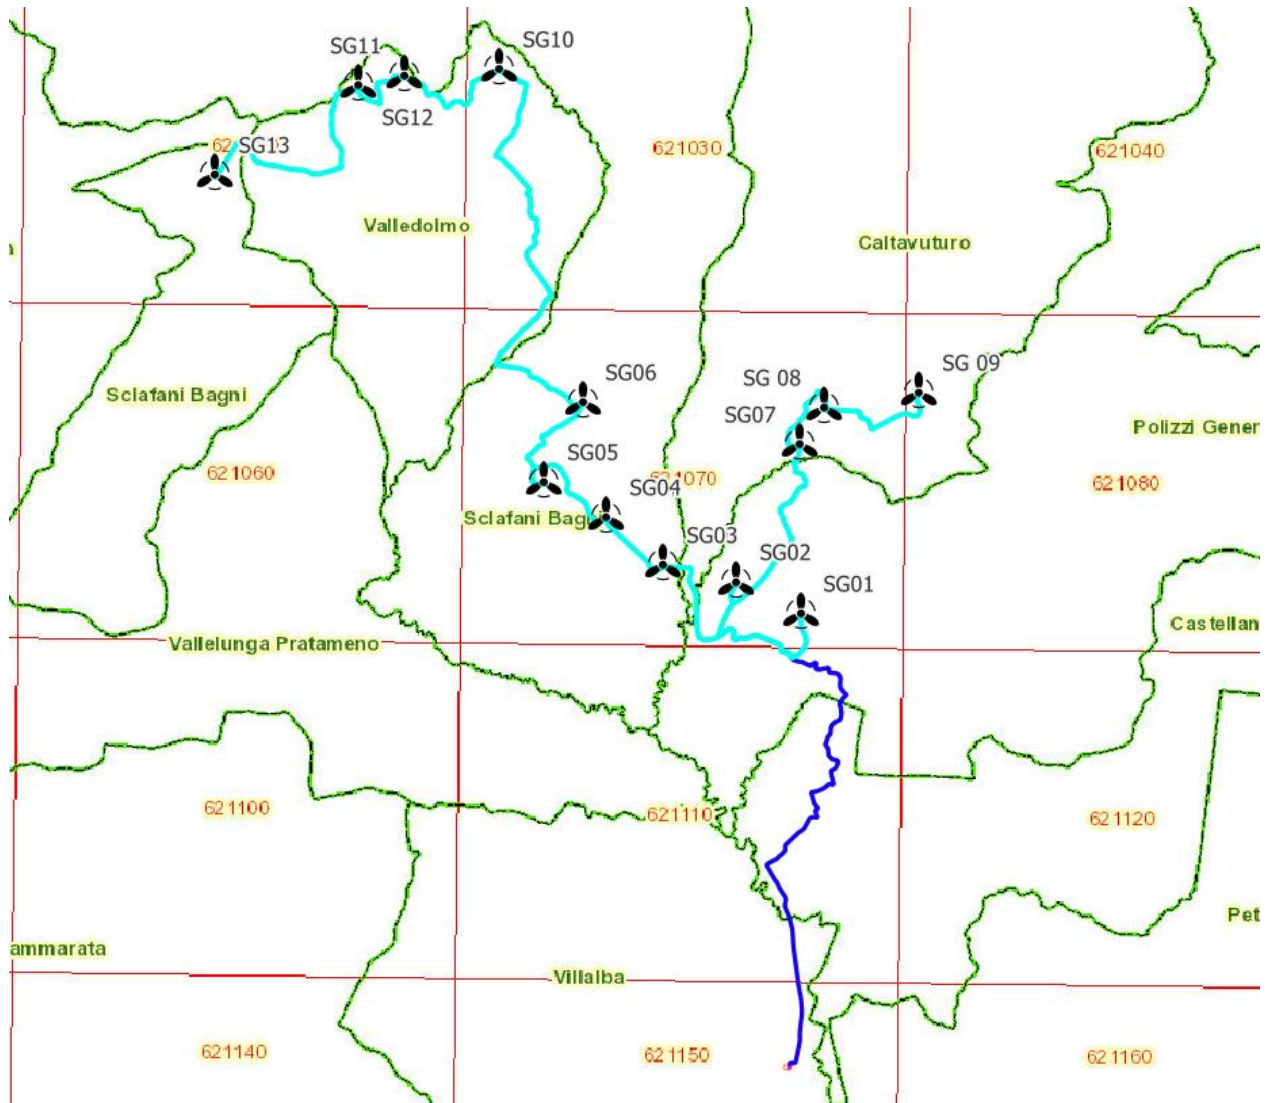 SG10
SG11
SG12
SG13
621030
621040
Valledolmo
Caltavuturo
a
SG06
SG 08
SG 09
Sclafani Bagni
SG07
Polizzi Gener
SG05
621060
621070
621080
SG04
Sclafani Bagni
SG03
SG02
SG01
Castellan
Vallelunga Pratameno
621100
621110
621120
Pet
ammarata
Villalba
621140
621150
621160